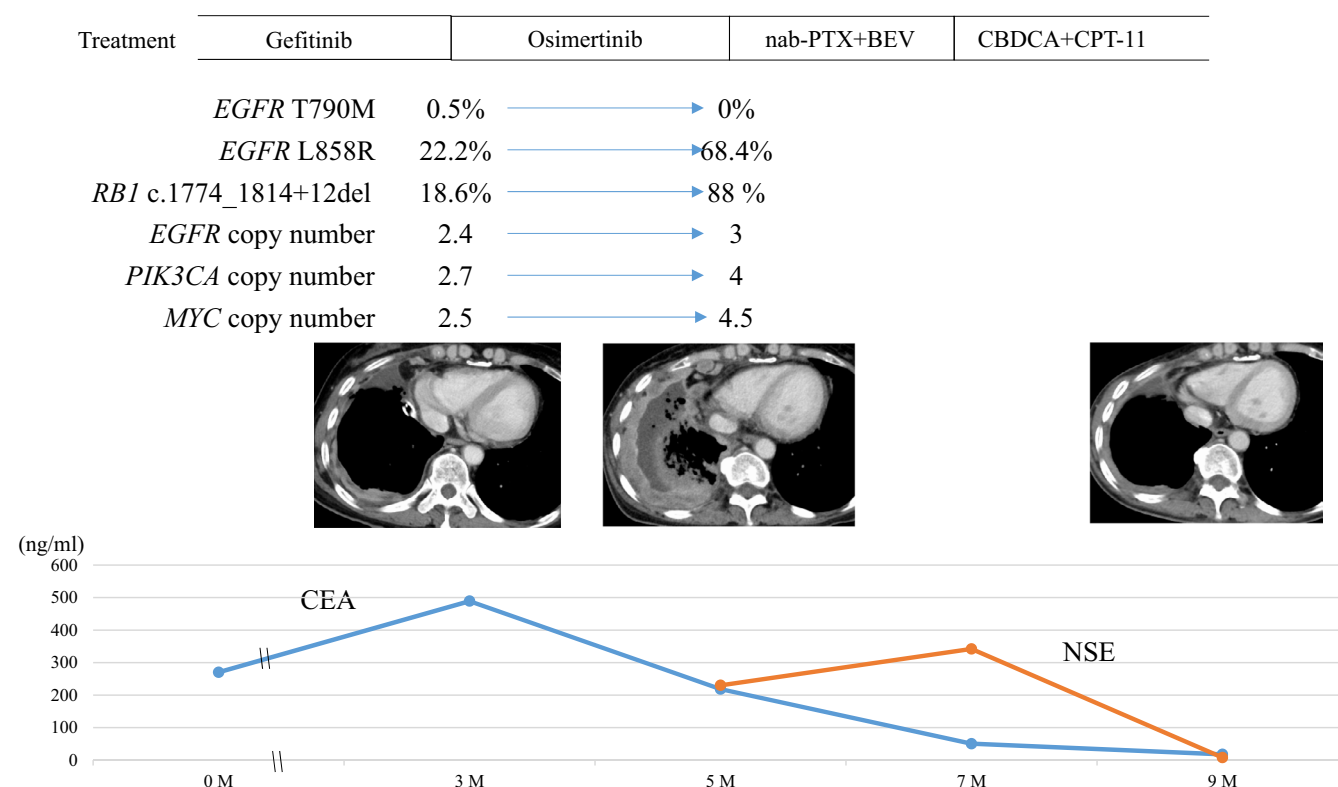 Treatment Gefitinib Osimertinib nab-PTX+BEV CBDCA+CPT-11
EGFR T790M 0.5% 0%
EGFR L858R 22.2% 68.4%
RB1 c.1774_1814+12del 18.6% 88 %
EGFR copy number 2.4 3
PIK3CA copy number 2.7 4
MYC copy number 2.5 4.5
(ng/ml)
600
500
CEA
400
300
NSE
200
100
0
0 M 3 M 5 M 7 M 9 M